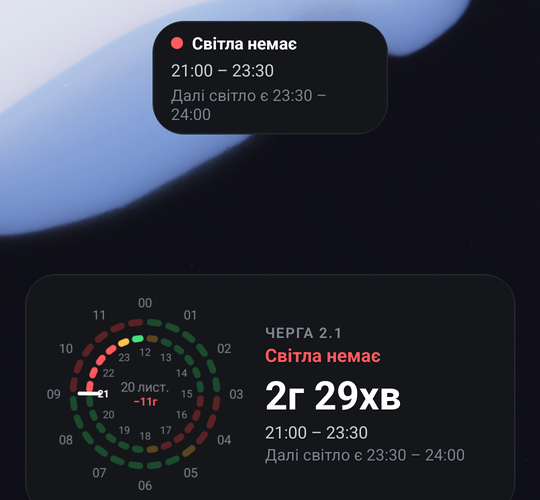 Світла немає
21:00 – 23:30
Далі світло є 23:30 –
24:00
00
11
01
10
02
23
12
13
22
14
20 лист.
09
21
15
03
–11г
20
16
19
18
17
08
04
07
05
06
ЧЕРГА 2.1
Світла немає
2г 29хв
21:00 – 23:30
Далі світло є 23:30 – 24:00